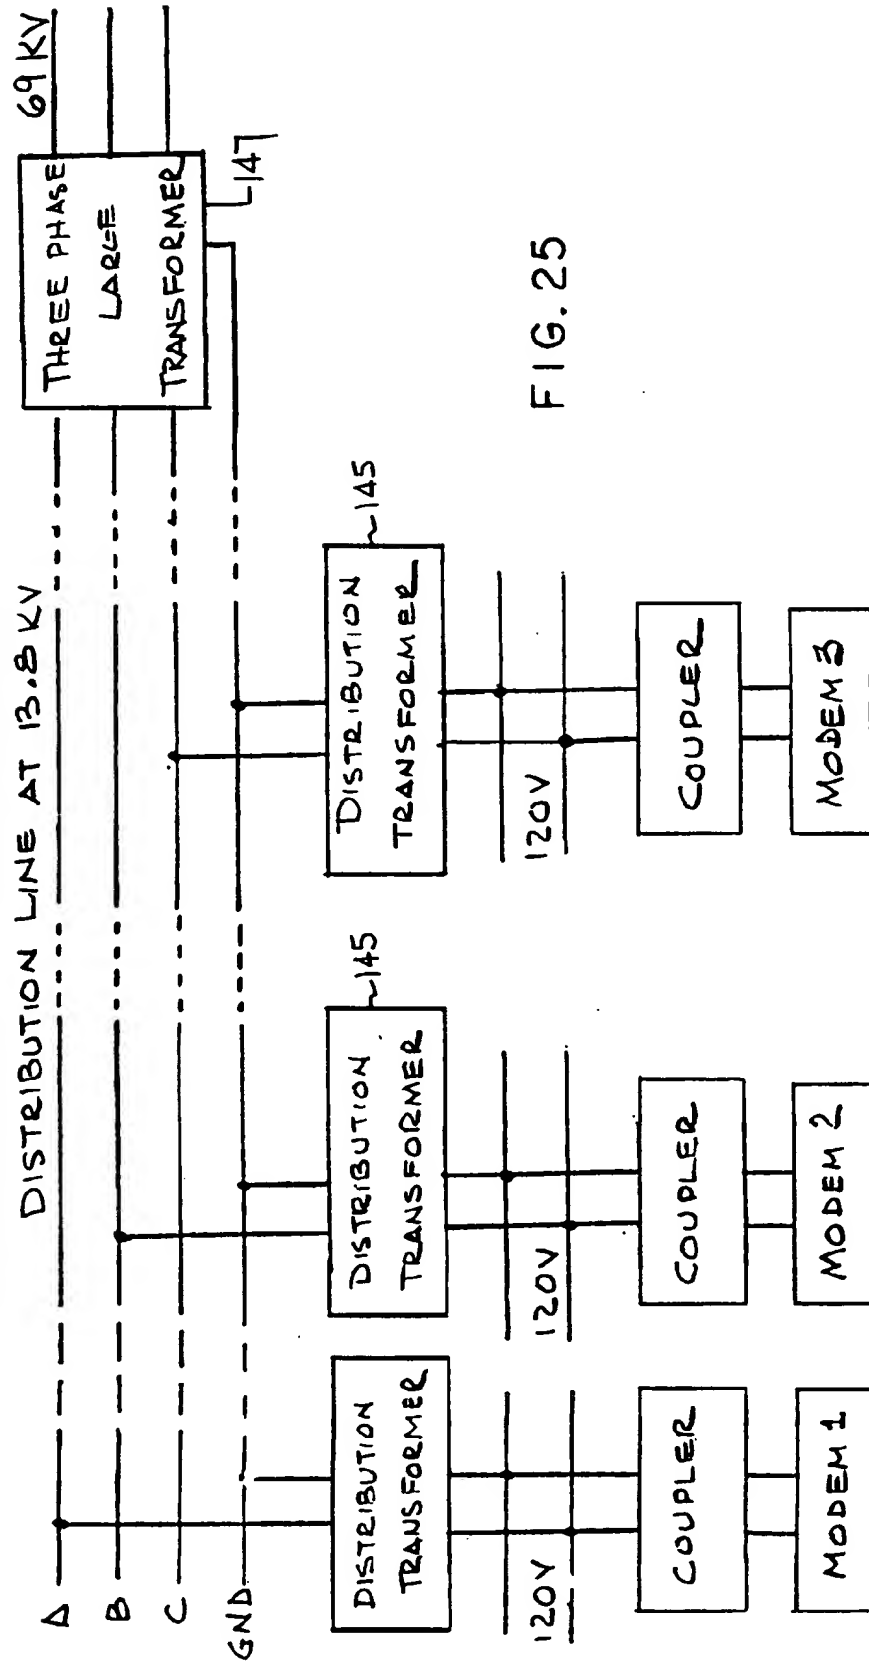 DISTRIBUTION LINE AT 13.8 KV
69 KV
A
B
C
GND
THREE PHASE
LARGE
TRANSFORMER
147
DISTRIBUTION
TRANSFORMER
DISTRIBUTION
TRANSFORMER
145
DISTRIBUTION
TRANSFORMER
145
120V
120V
120V
COUPLER
COUPLER
COUPLER
MODEM 1
MODEM 2
MODEM 3
FIG. 25